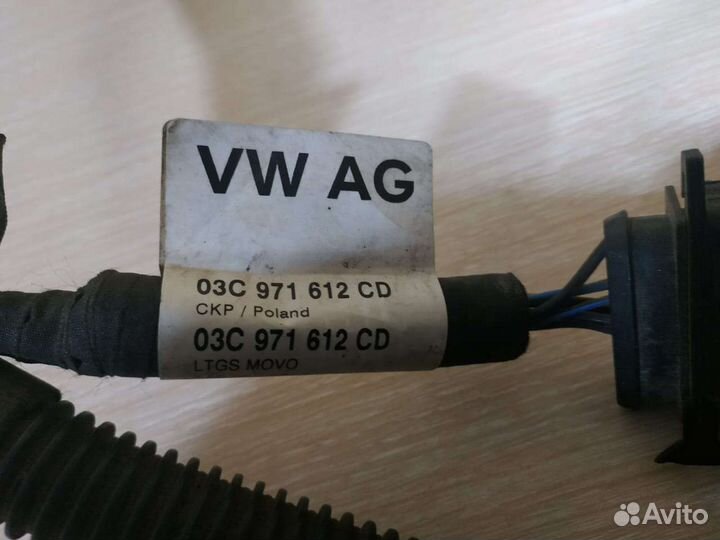 VW AG
03C 971 612 CD
CKP / Poland
03C 971 612 CD
LTGS MOVO
Avito